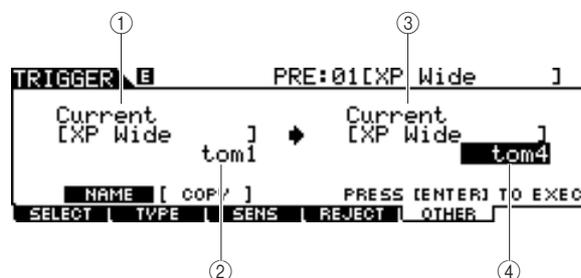 ① ③
TRIGGER E PRE:01[XP Wide ]
Current Current
[XP Wide ] [XP Wide ]
tom1 tom4
NAME [ COPY ] PRESS [ENTER] TO EXEC
SELECT TYPE SENS REJECT OTHER
② ④